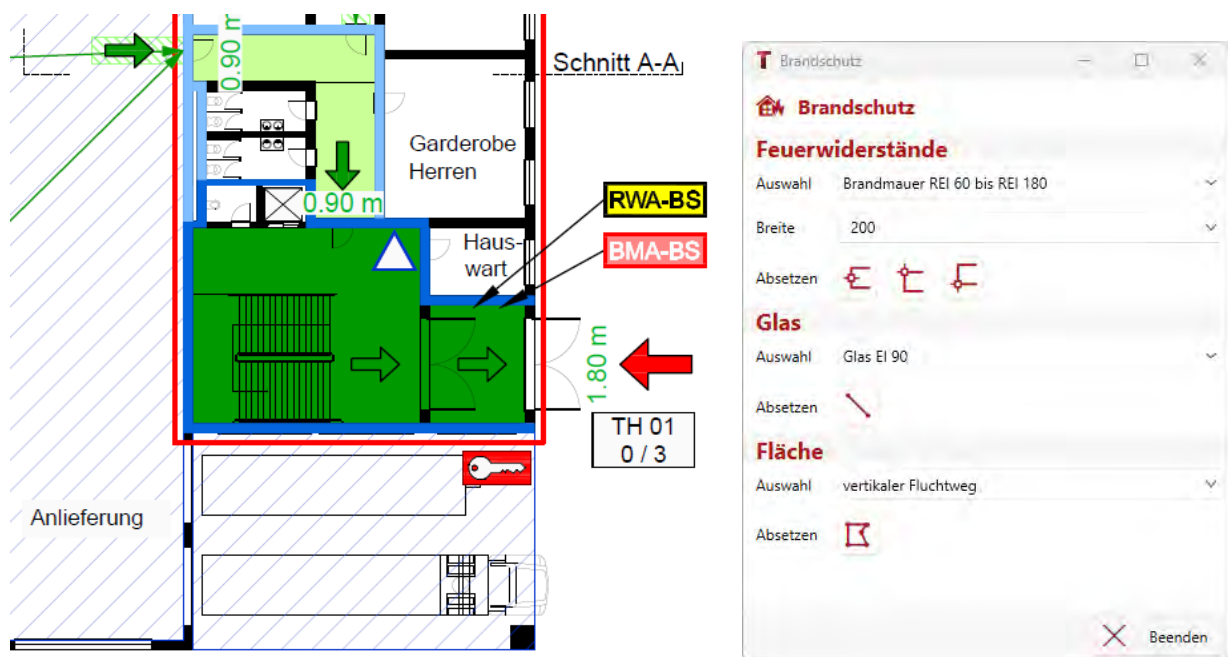 0.90 m
Schnitt A-A
Garderobe
Herren
0.90 m
RWA-BS
Haus-
wart
BMA-BS
1.80 m
TH 01
0 / 3
Anlieferung
Brandschutz
Brandschutz
Feuerwiderstände
Auswahl Brandmauer REI 60 bis REI 180
Breite 200
Absetzen
Glas
Auswahl Glas EI 90
Absetzen
Fläche
Auswahl vertikaler Fluchtweg
Absetzen
Beenden